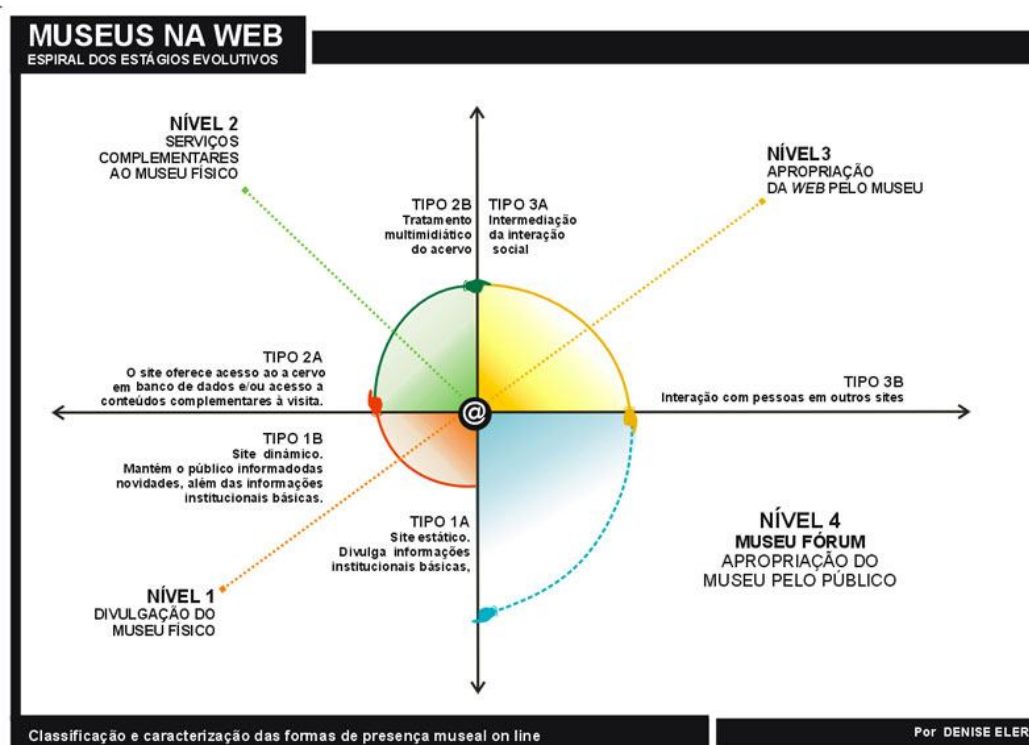 MUSEUS NA WEB
ESPIRAL DOS ESTÁGIOS EVOLUTIVOS
NÍVEL 2
SERVIÇOS
COMPLEMENTARES
AO MUSEU FÍSICO
NÍVEL3
APROPRIAÇÃO
DA WEB PELO MUSEU
TIPO 2B
Tratamento
multimidiático
do acervo
TIPO 3A
Intermediação
da interação
social
TIPO 2A
O site oferece acesso ao a cervo
em banco de dados e/ou acesso a
conteúdos complementares à visita.
TIPO 3B
Interação com pessoas em outros sites
@
TIPO 1B
Site dinámico.
Mantém o público informadodas
novidades, além das informações
institucionais básicas.
TIPO 1A
Site estático.
Divulga informações
institucionais básicas,
NÍVEL 4
MUSEU FÓRUM
APROPRIAÇÃO DO
MUSEU PELO PÚBLICO
NÍVEL 1
DIVULGAÇÃO DO
MUSEU FÍSICO
Classificação e caracterização das formas de presença museal on line
Por DENISE ELER